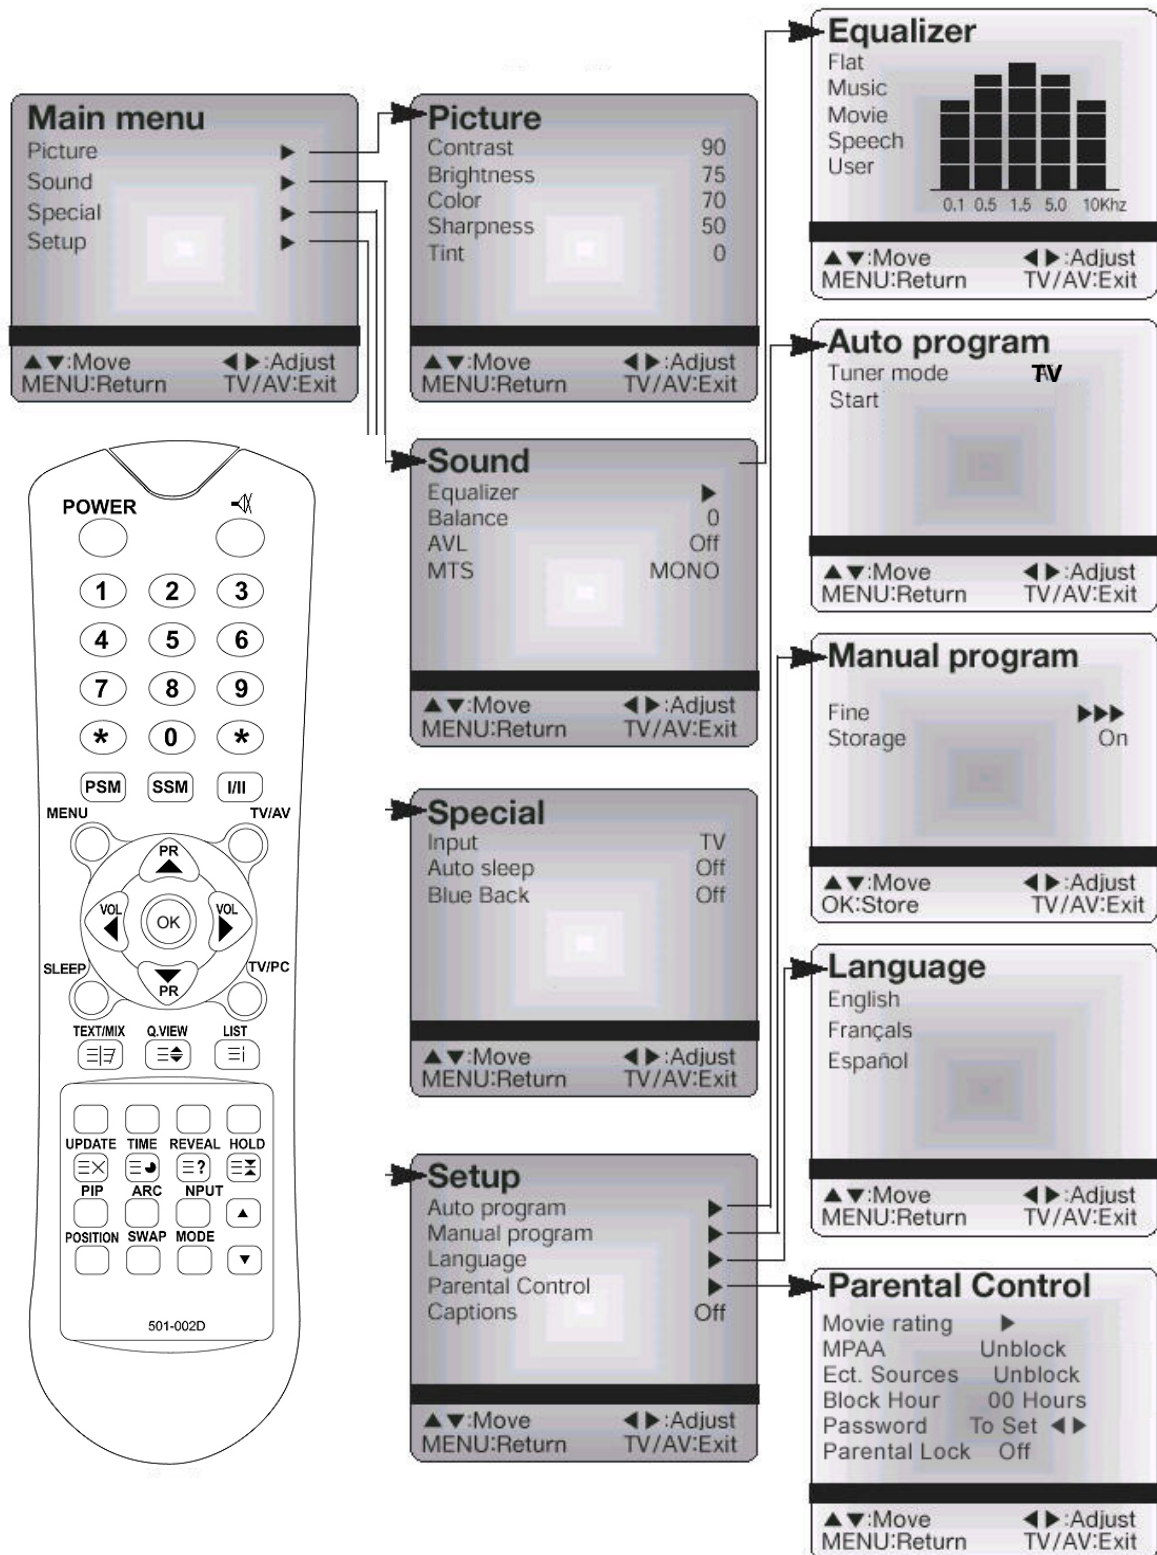 Main menu
Picture ▶
Sound ▶
Special ▶
Setup ▶
▲▼:Move ◀▶:Adjust
MENU:Return TV/AV:Exit
Picture
Contrast 90
Brightness 75
Color 70
Sharpness 50
Tint 0
▲▼:Move ◀▶:Adjust
MENU:Return TV/AV:Exit
Equalizer
Flat
Music
Movie
Speech
User
0.1 0.5 1.5 5.0 10Khz
▲▼:Move ◀▶:Adjust
MENU:Return TV/AV:Exit
Sound
Equalizer ▶
Balance 0
AVL Off
MTS MONO
▲▼:Move ◀▶:Adjust
MENU:Return TV/AV:Exit
Auto program
Tuner mode TV
Start
▲▼:Move ◀▶:Adjust
MENU:Return TV/AV:Exit
Manual program
Fine ▶▶▶
Storage On
▲▼:Move ◀▶:Adjust
OK:Store TV/AV:Exit
Special
Input TV
Auto sleep Off
Blue Back Off
▲▼:Move ◀▶:Adjust
MENU:Return TV/AV:Exit
Language
English
Françals
Español
▲▼:Move ◀▶:Adjust
MENU:Return TV/AV:Exit
Setup
Auto program ▶
Manual program ▶
Language ▶
Parental Control ▶
Captions Off
▲▼:Move ◀▶:Adjust
MENU:Return TV/AV:Exit
Parental Control
Movie rating ▶
MPAA Unblock
Ect. Sources Unblock
Block Hour 00 Hours
Password To Set ◀▶
Parental Lock Off
▲▼:Move ◀▶:Adjust
MENU:Return TV/AV:Exit
POWER
1 2 3
4 5 6
7 8 9
* 0 *
PSM SSM I/II
MENU TV/AV
PR
VOL OK VOL
PR
SLEEP TV/PC
TEXT/MIX Q.VIEW LIST
UPDATE TIME REVEAL HOLD
?
PIP ARC NPUT
▲
POSITION SWAP MODE
▼
501-002D